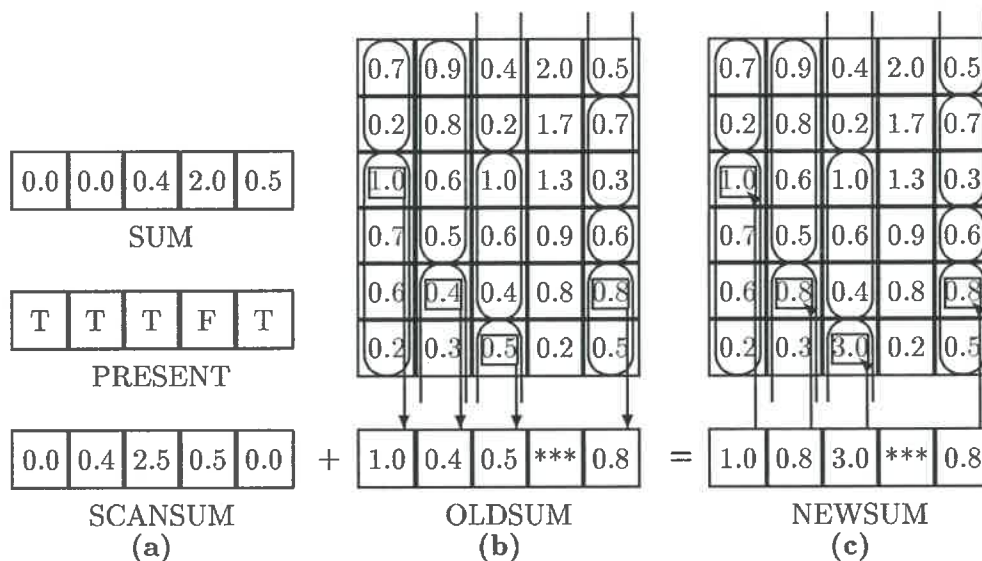 0.7 0.9 0.4 2.0 0.5
0.2 0.8 0.2 1.7 0.7
1.0 0.6 1.0 1.3 0.3
0.7 0.5 0.6 0.9 0.6
0.6 0.4 0.4 0.8 0.8
0.2 0.3 0.5 0.2 0.5
0.7 0.9 0.4 2.0 0.5
0.2 0.8 0.2 1.7 0.7
1.0 0.6 1.0 1.3 0.3
0.7 0.5 0.6 0.9 0.6
0.6 0.8 0.4 0.8 0.8
0.2 0.3 3.0 0.2 0.5
0.0 0.0 0.4 2.0 0.5
SUM
T T T F T
PRESENT
0.0 0.4 2.5 0.5 0.0 + 1.0 0.4 0.5 *** 0.8 = 1.0 0.8 3.0 *** 0.8
SCANSUM OLDSUM NEWSUM
(a) (b) (c)